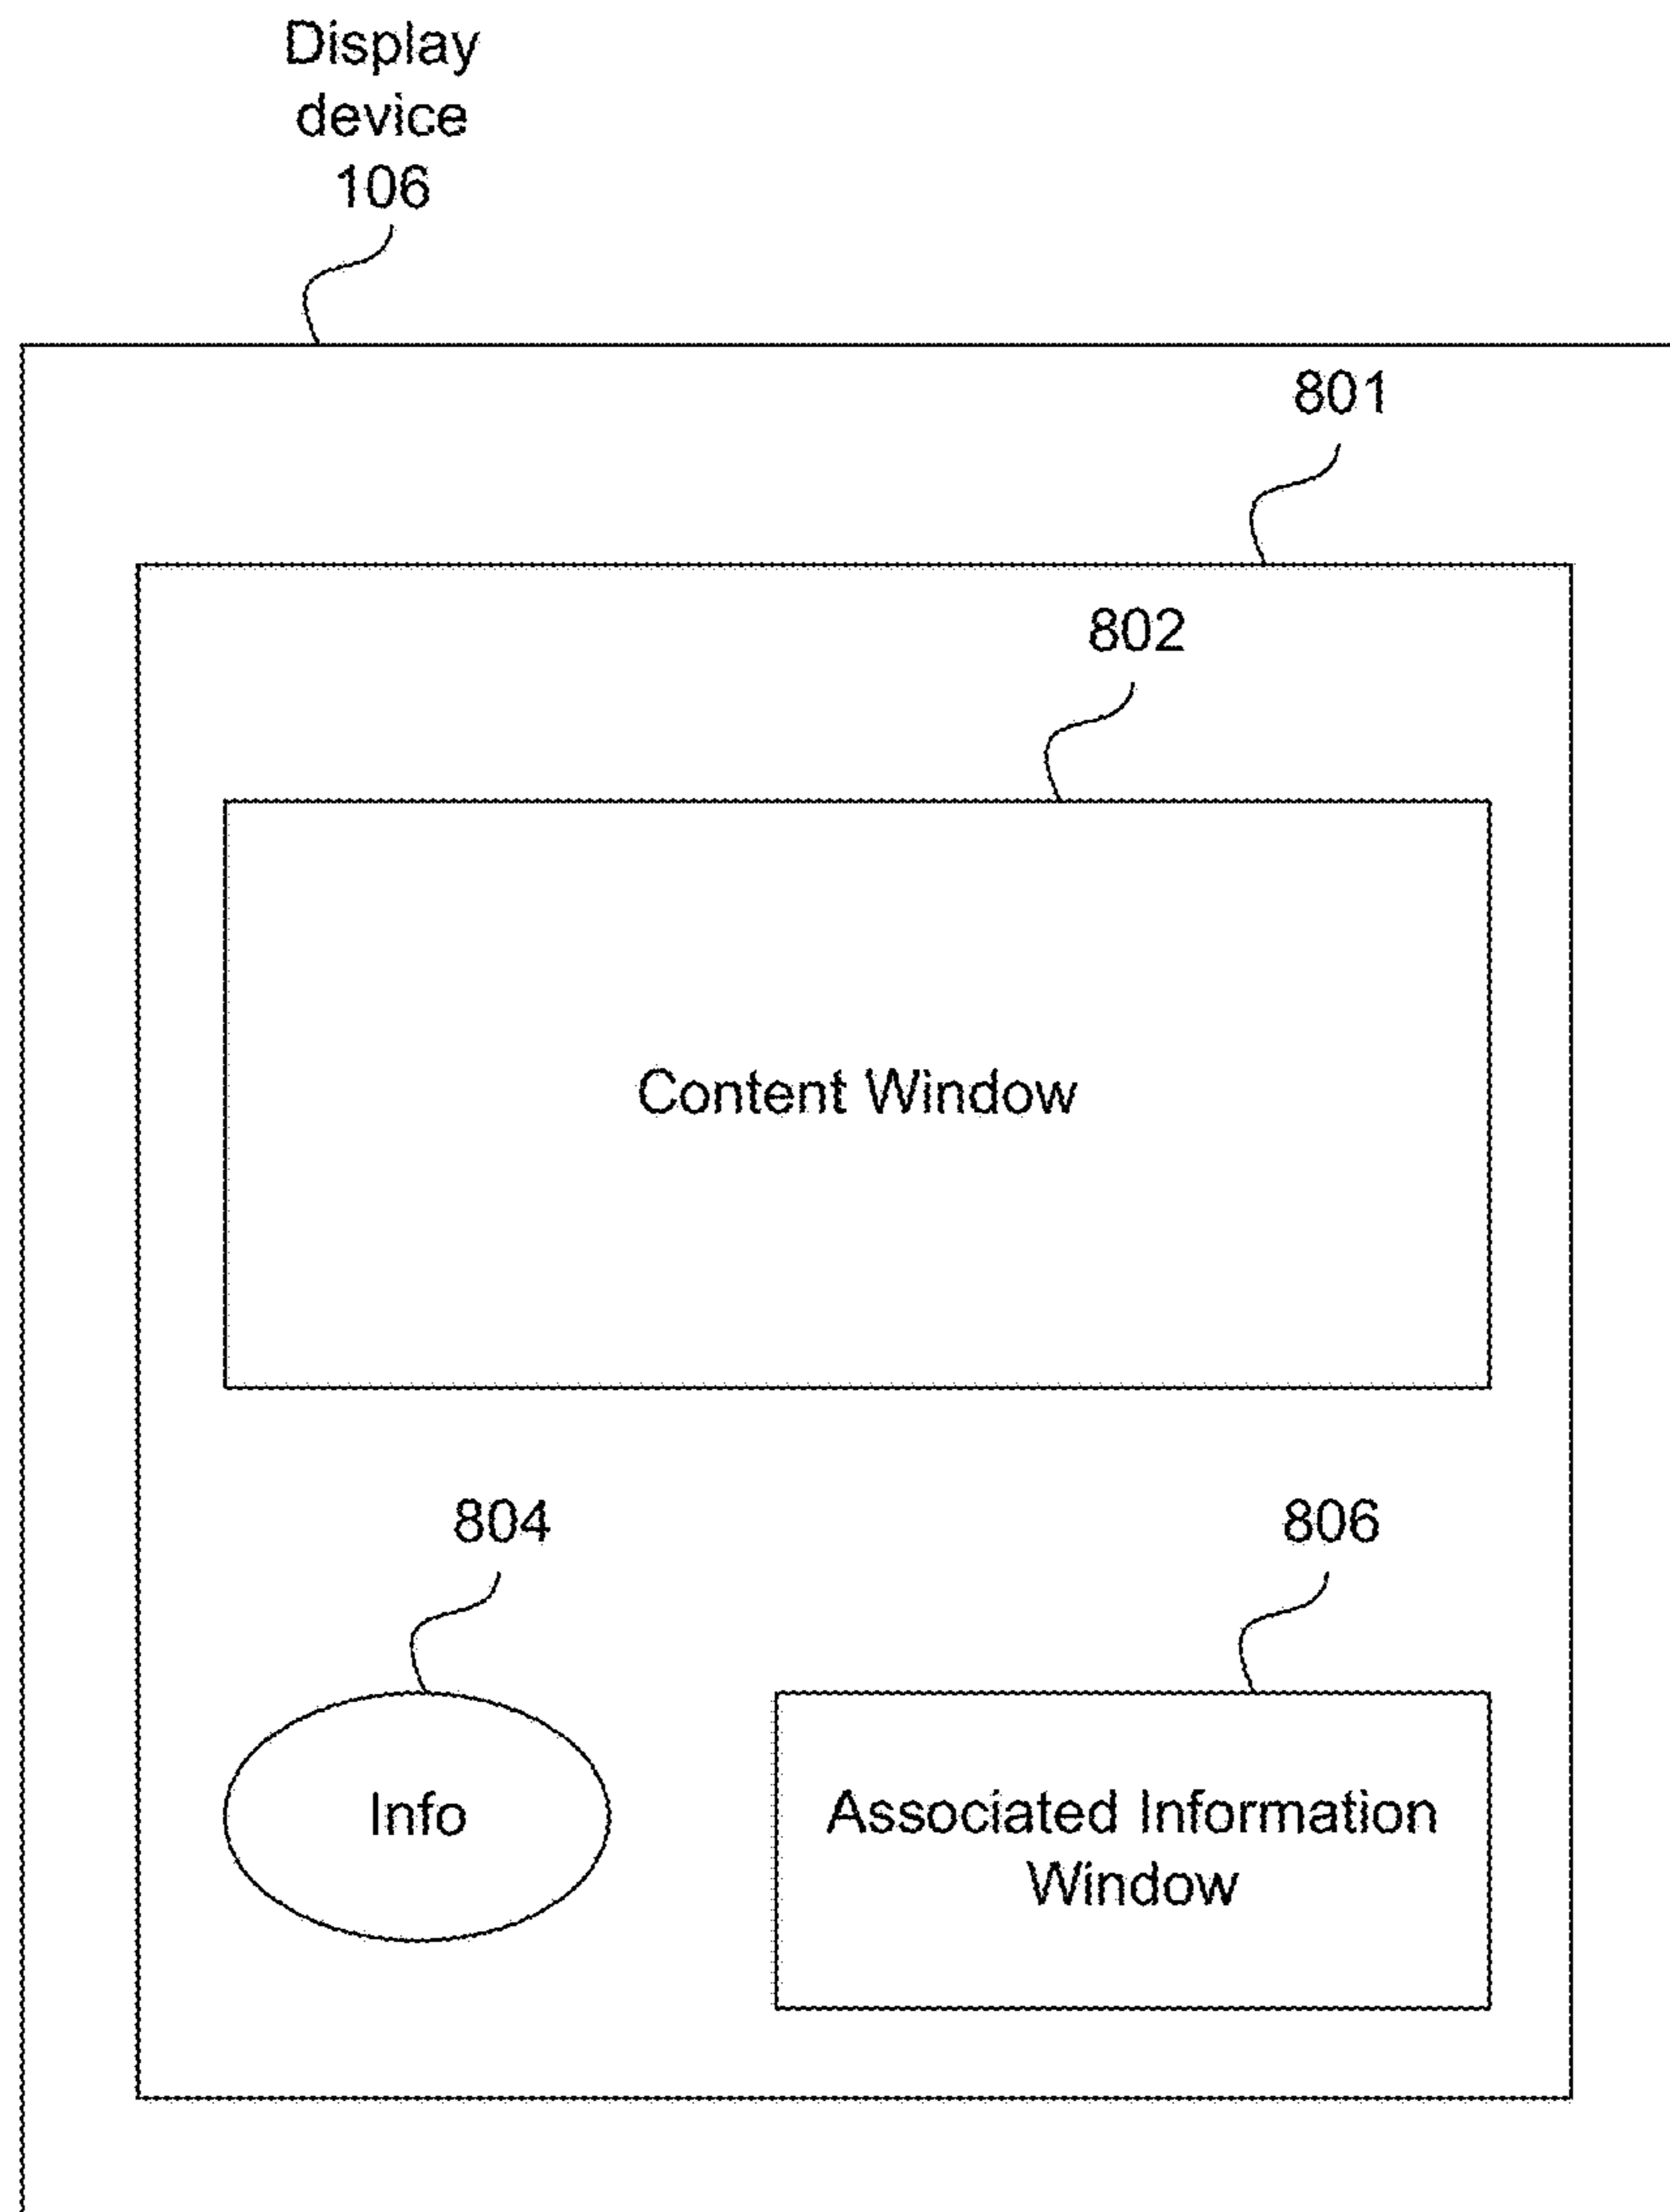 Display
device
106
801
802
Content Window
804
806
Info
Associated Information
Window